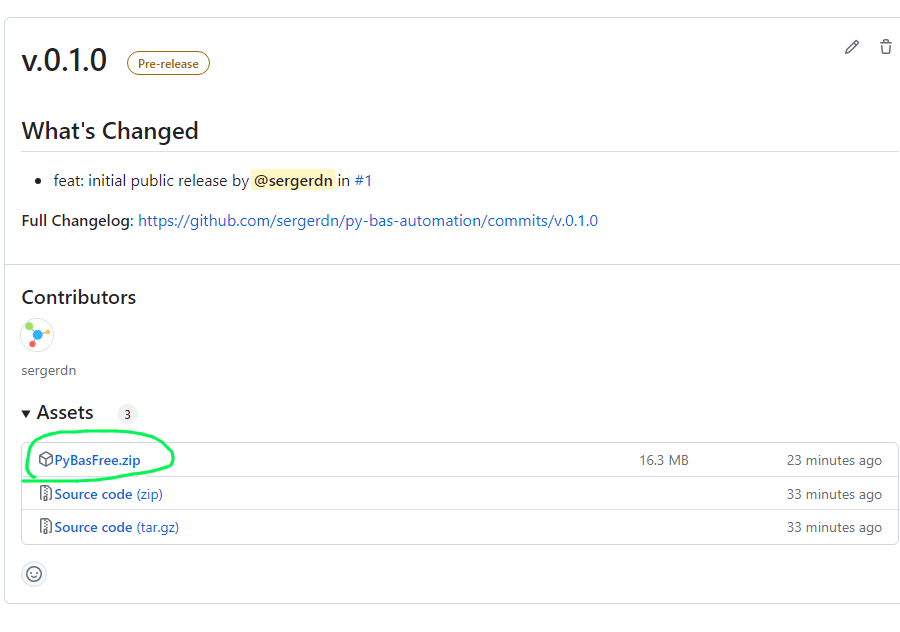 v.0.1.0 Pre-release
What's Changed
feat: initial public release by @sergerdn in #1
Full Changelog: https://github.com/sergerdn/py-bas-automation/commits/v.0.1.0
Contributors
sergerdn
Assets 3
PyBasFree.zip 16.3 MB 23 minutes ago
Source code (zip) 33 minutes ago
Source code (tar.gz) 33 minutes ago